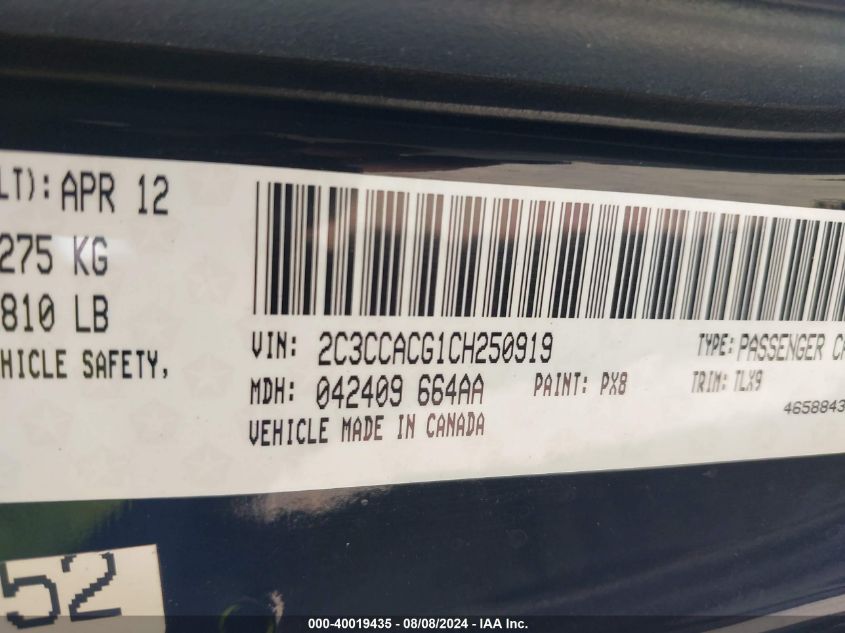 LT): APR 12
275 KG
810 LB
HICLE SAFETY,
VIN: 2C3CCACG1CH250919
TYPE: PASSENGER CA
MDH: 042409 664AA PAINT: PX8 TRIM: TLX9
VEHICLE MADE IN CANADA
4658843
52
000-40019435 - 08/08/2024 - IAA Inc.